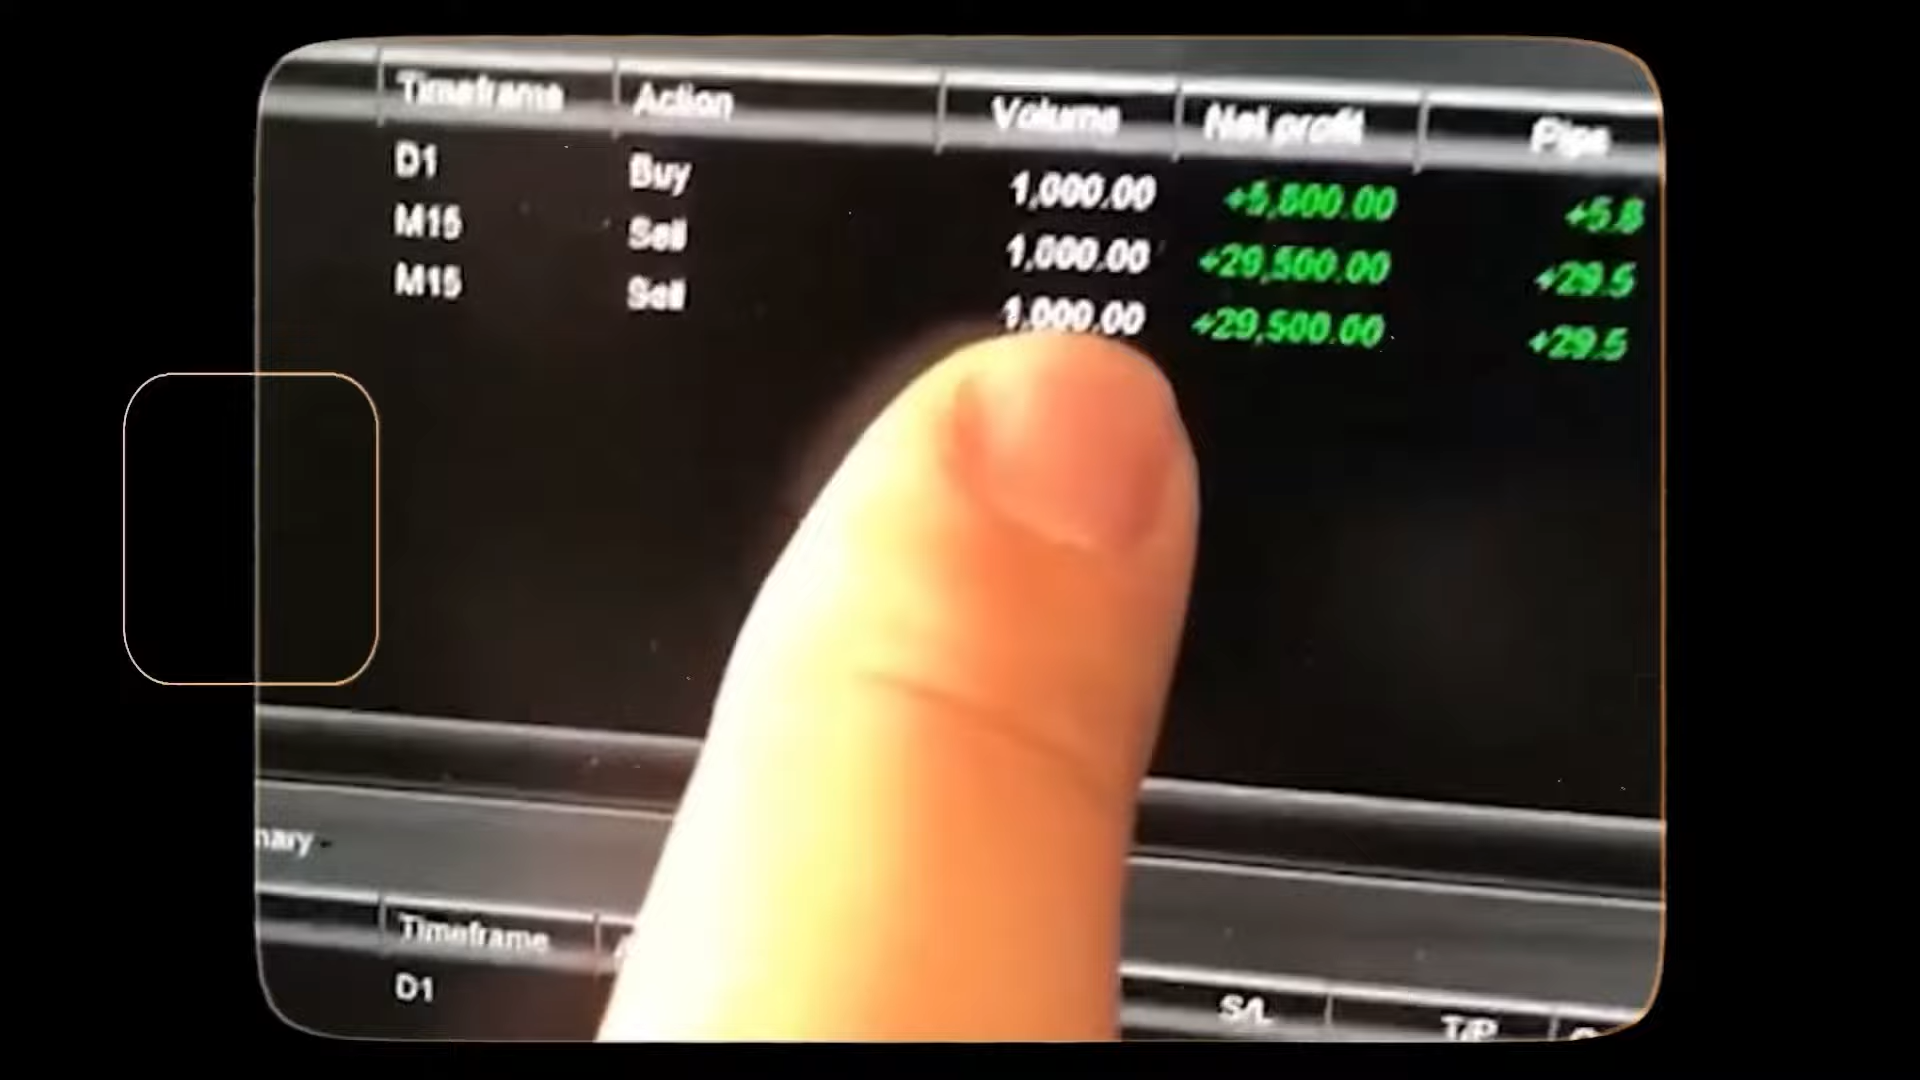 Timeframe Action Volume Net profit Pips
D1 Buy 1,000.00 +5,800.00 +5.8
M15 Sell 1,000.00 +29,500.00 +29.5
M15 Sell 1,000.00 +29,500.00 +29.5
nary
Timeframe S/L T/P
D1